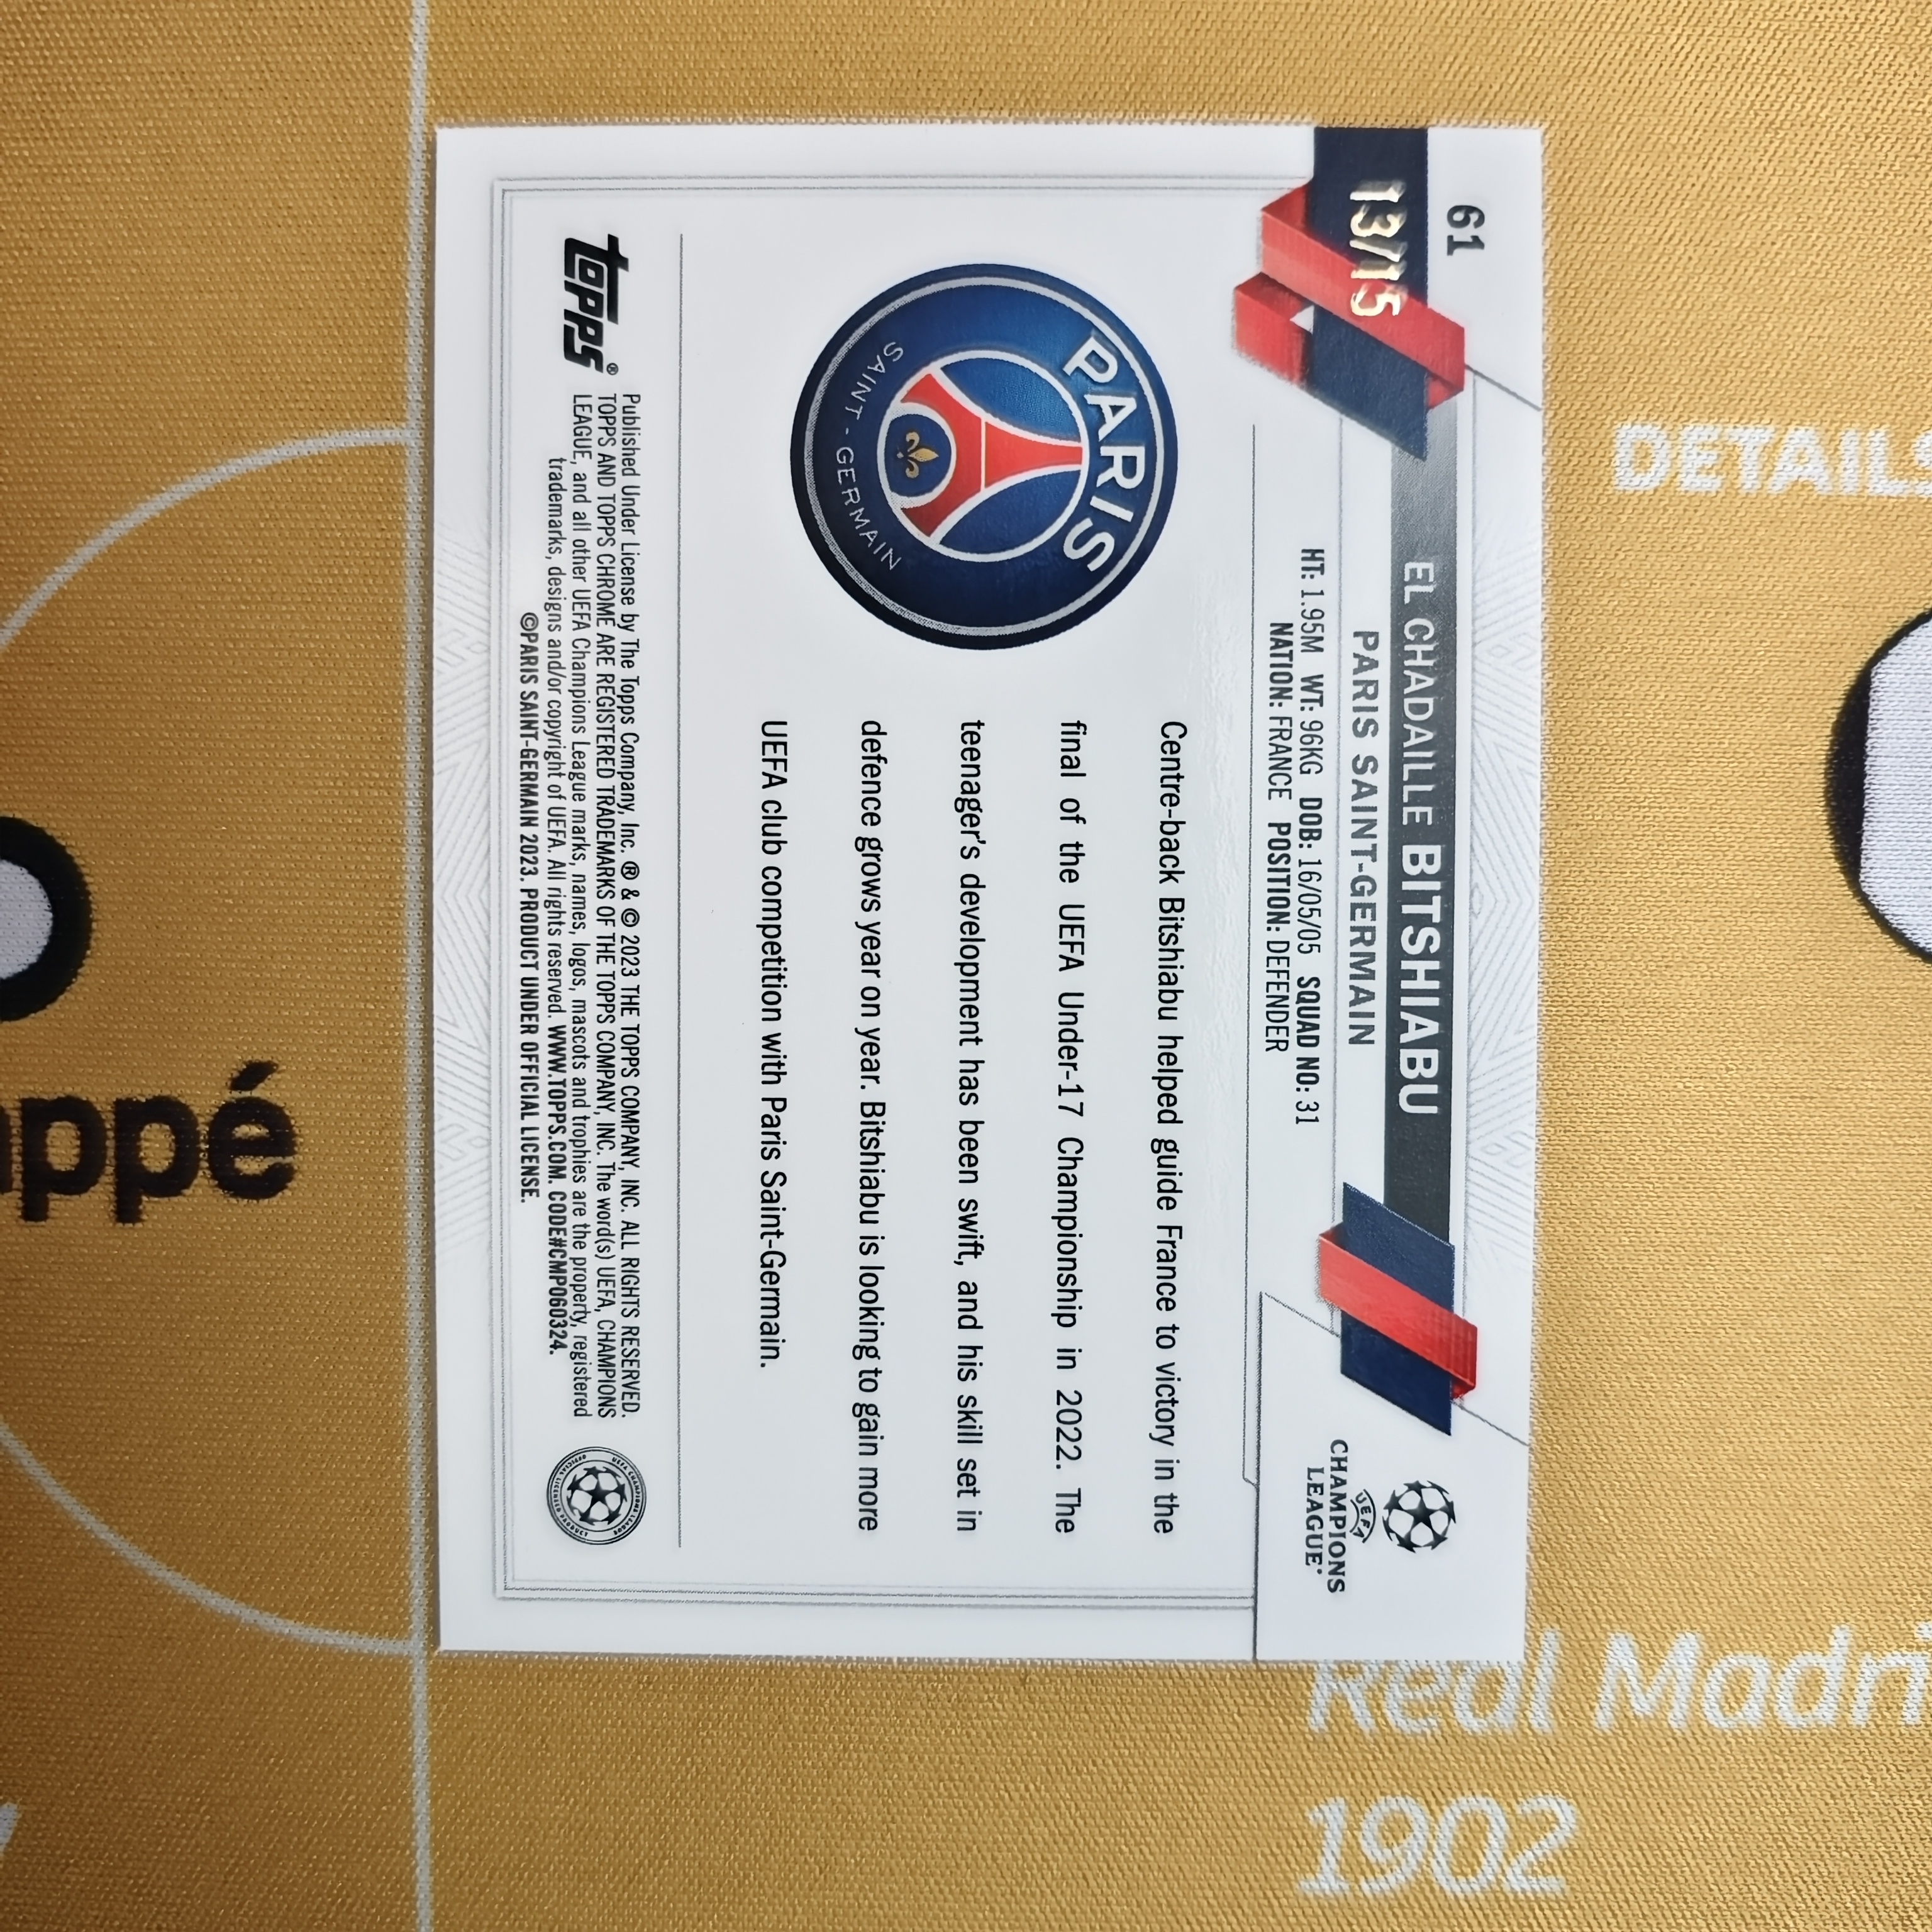 61
13/15
EL CHADAILLE BITSHIABU
PARIS SAINT-GERMAIN
HT: 1.95M WT: 96KG DOB: 16/05/05 SQUAD NO: 31
NATION: FRANCE POSITION: DEFENDER
UEFA
CHAMPIONS
LEAGUE®
PARIS
SAINT-GERMAIN
Centre-back Bitshiabu helped guide France to victory in the
final of the UEFA Under-17 Championship in 2022. The
teenager's development has been swift, and his skill set in
defence grows year on year. Bitshiabu is looking to gain more
UEFA club competition with Paris Saint-Germain.
topps®
Published Under License by The Topps Company, Inc. ® & © 2023 THE TOPPS COMPANY, INC. ALL RIGHTS RESERVED.
TOPPS AND TOPPS CHROME ARE REGISTERED TRADEMARKS OF THE TOPPS COMPANY, INC. The word(s) UEFA, CHAMPIONS
LEAGUE, and all other UEFA Champions League marks, names, logos, mascots and trophies are the property, registered
trademarks, designs and/or copyright of UEFA. All rights reserved. WWW.TOPPS.COM. CODE#CMP060324.
©PARIS SAINT-GERMAIN 2023. PRODUCT UNDER OFFICIAL LICENSE.
UEFA CHAMPIONS LEAGUE
OFFICIAL LICENSED PRODUCT
DETAILS
Real Madri
1902
appé